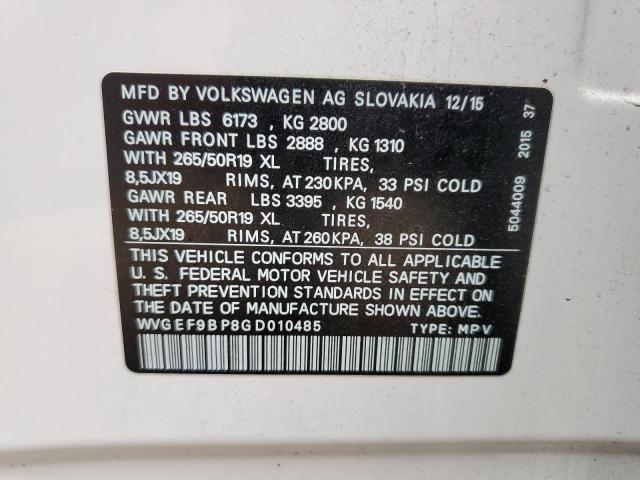 MFD BY VOLKSWAGEN AG SLOVAKIA 12/15
GVWR LBS 6173 , KG 2800
GAWR FRONT LBS 2888 , KG 1310
WITH 265/50R19 XL TIRES,
8,5JX19 RIMS, AT 230 KPA, 33 PSI COLD
GAWR REAR LBS 3395 , KG 1540
WITH 265/50R19 XL TIRES,
8,5JX19 RIMS, AT 260 KPA, 38 PSI COLD
THIS VEHICLE CONFORMS TO ALL APPLICABLE
U. S. FEDERAL MOTOR VEHICLE SAFETY AND
THEFT PREVENTION STANDARDS IN EFFECT ON
THE DATE OF MANUFACTURE SHOWN ABOVE.
WVGEF9BP8GD010485 TYPE: MPV
5044009 2015 37